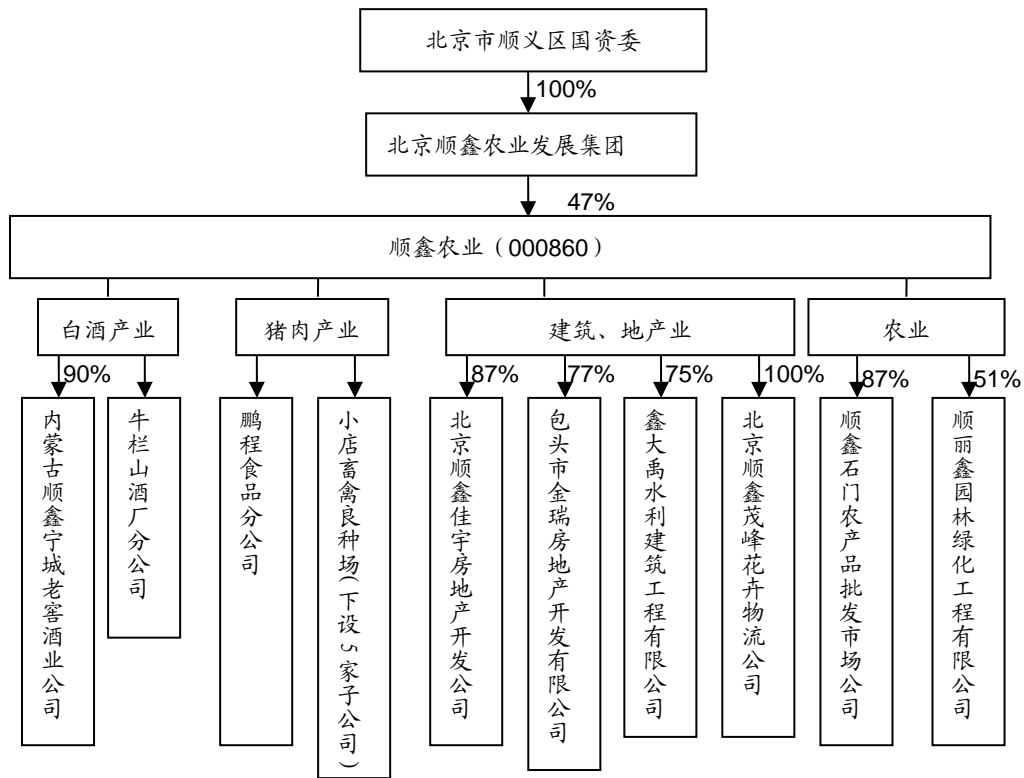 北京市顺义区国资委
100%
北京顺鑫农业发展集团
47%
顺鑫农业（000860）
白酒产业
猪肉产业
建筑、地产业
农业
90%
87%
77%
75%
100%
87%
51%
内蒙古顺鑫宁城老窖酒业公司
牛栏山酒厂分公司
鹏程食品分公司
小店畜禽良种场(下设5家子公司)
北京顺鑫佳宇房地产开发公司
包头市金瑞房地产开发有限公司
鑫大禹水利建筑工程有限公司
北京顺鑫茂峰花卉物流公司
顺鑫石门农产品批发市场公司
顺丽鑫园林绿化工程有限公司